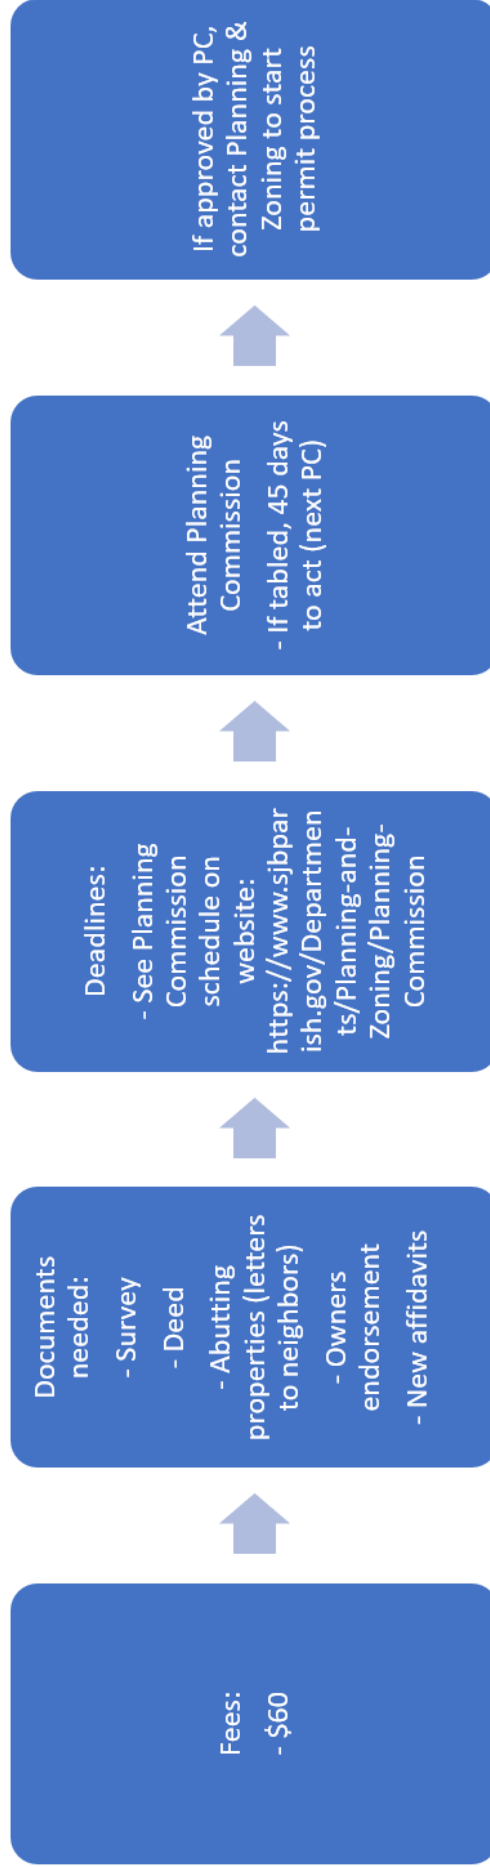 Fees:
- $60
Documents
needed:
- Survey
- Deed
- Abutting
properties (letters
to neighbors)
- Owners
endorsement
- New affidavits
Deadlines:
- See Planning
Commission
schedule on
website:
https://www.sjbpar
ish.gov/Departmen
ts/Planning-and-
Zoning/Planning-
Commission
Attend Planning
Commission
- If tabled, 45 days
to act (next PC)
If approved by PC,
contact Planning &
Zoning to start
permit process